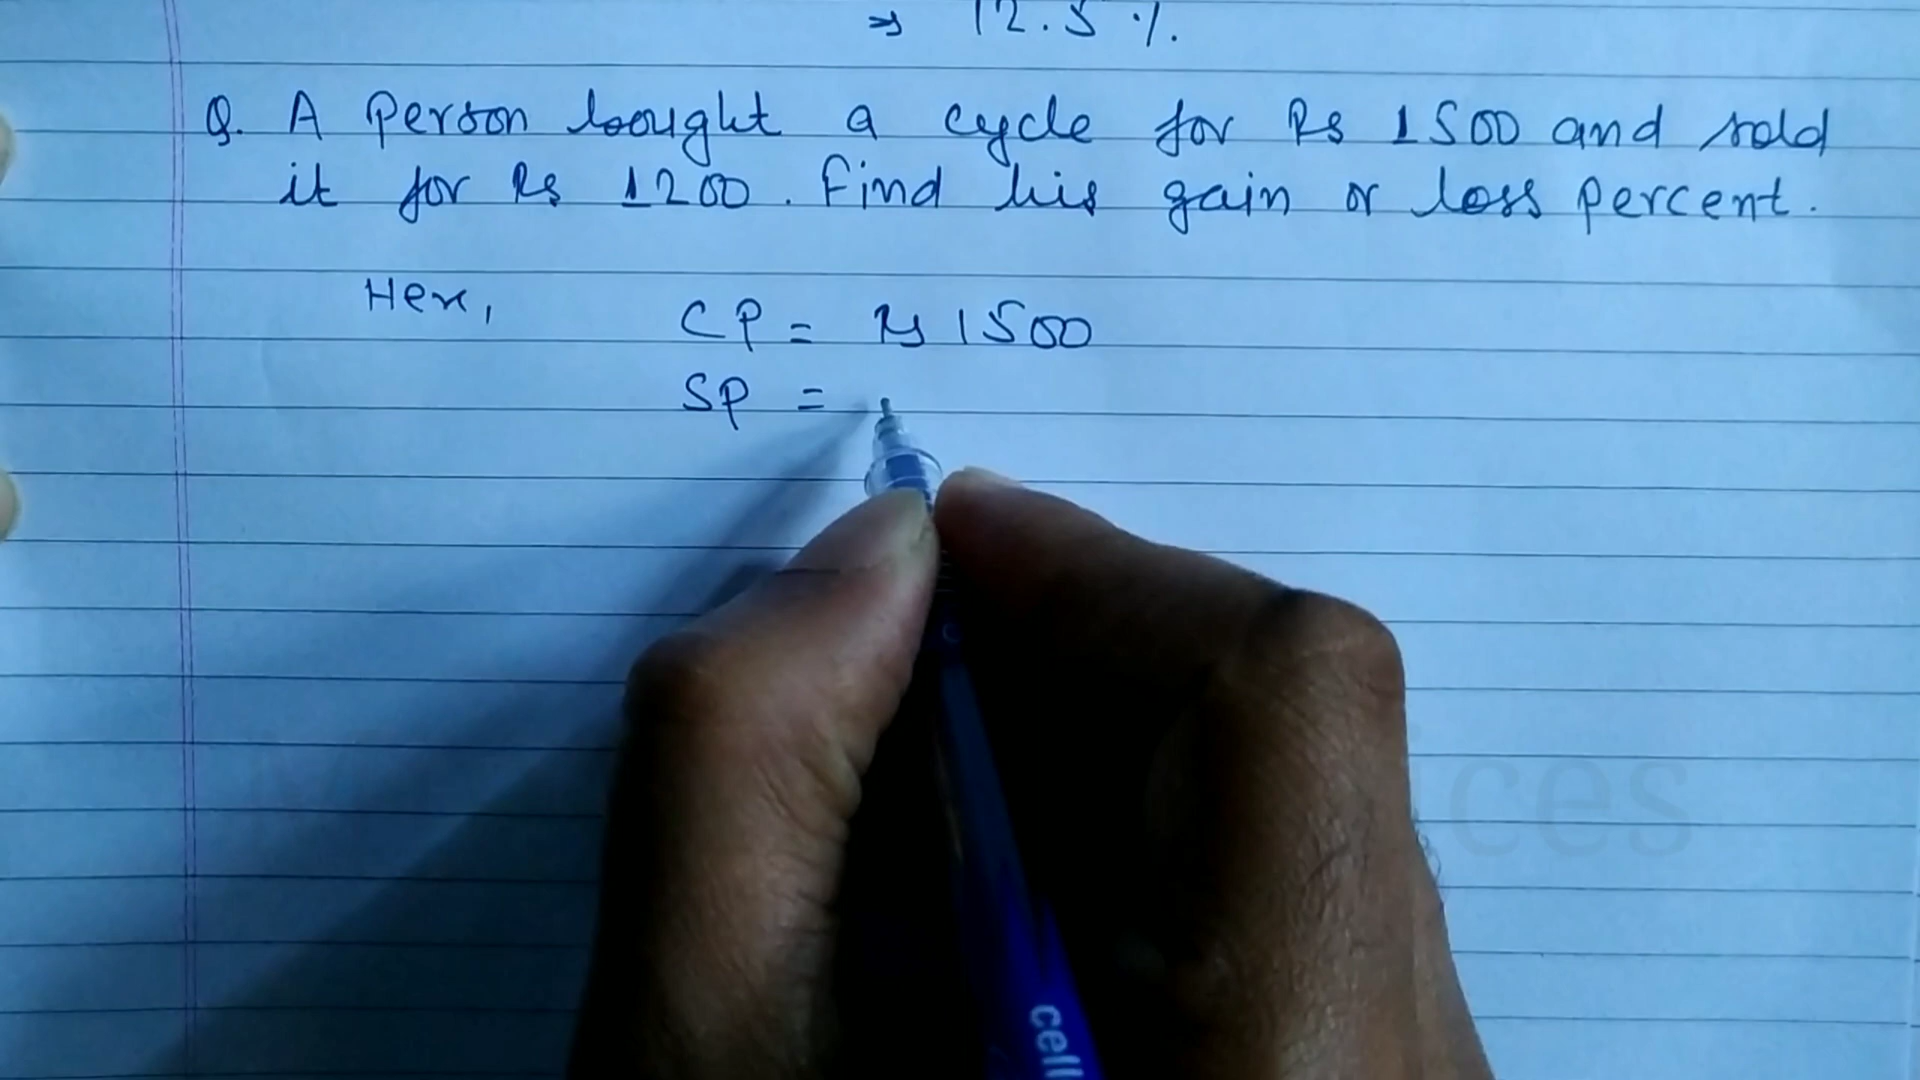 ⇒ 12.5 %.
Q. A Person bought a cycle for Rs 1500 and sold
it for Rs 1200. Find his gain or loss percent.
Here, CP = Rs 1500
SP =
cell